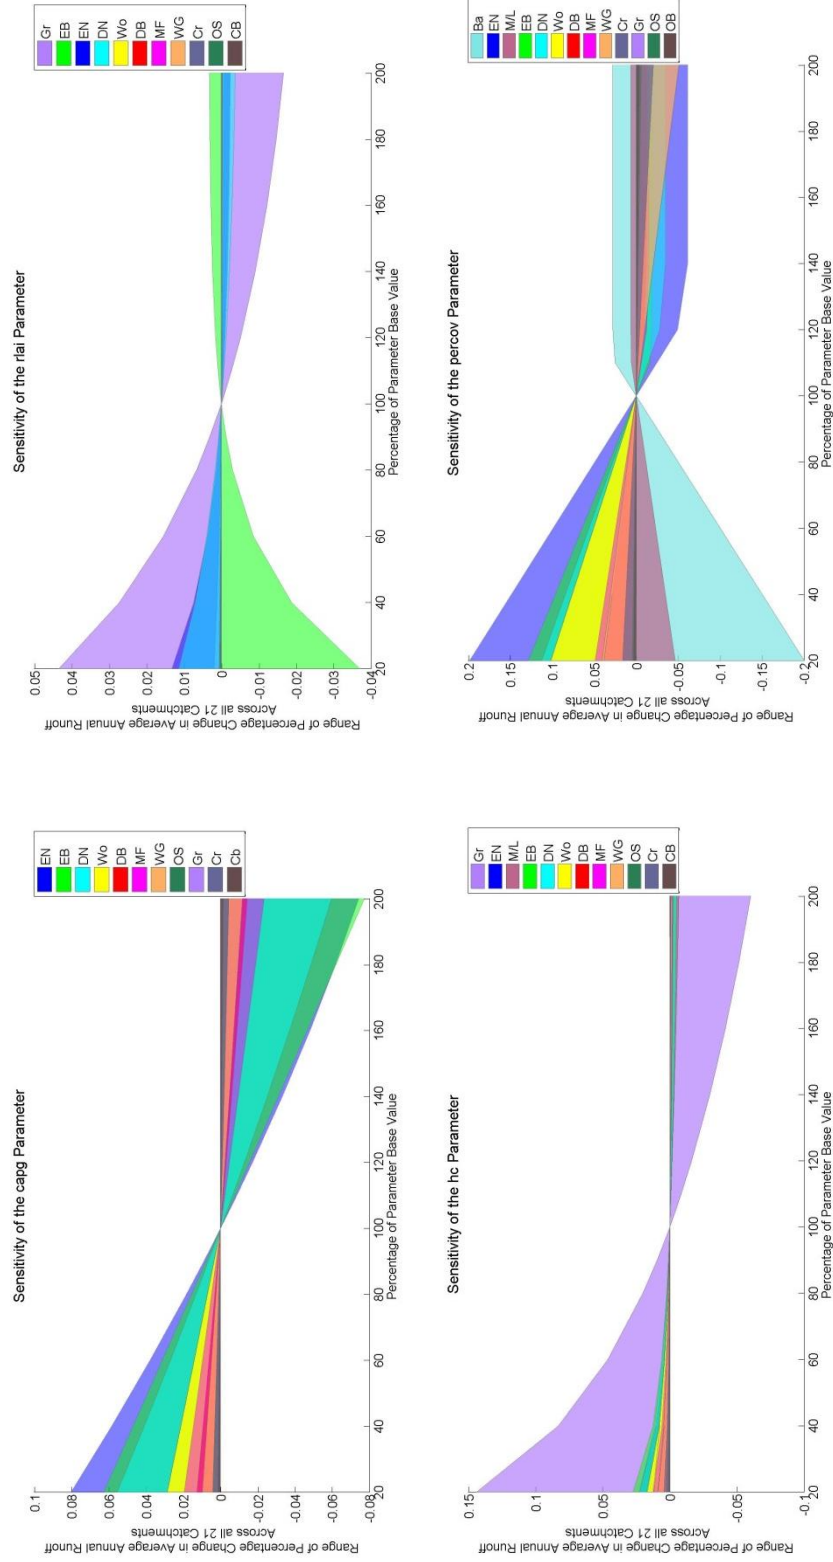 Sensitivity of the capg Parameter
Range of Percentage Change in Average Annual Runoff
Across all 21 Catchments
0.1
0.08
0.06
0.04
0.02
0
-0.02
-0.04
-0.06
-0.08
20
40
60
80
100
120
140
160
180
200
Percentage of Parameter Base Value
EN
EB
DN
Wo
DB
MF
WG
OS
Gr
Cr
Cb
Sensitivity of the rlai Parameter
Range of Percentage Change in Average Annual Runoff
Across all 21 Catchments
0.05
0.04
0.03
0.02
0.01
0
-0.01
-0.02
-0.03
-0.04
20
40
60
80
100
120
140
160
180
200
Percentage of Parameter Base Value
Gr
EB
EN
DN
Wo
DB
MF
WG
Cr
OS
CB
Sensitivity of the hc Parameter
Range of Percentage Change in Average Annual Runoff
Across all 21 Catchments
0.15
0.1
0.05
0
-0.05
-0.1
20
40
60
80
100
120
140
160
180
200
Percentage of Parameter Base Value
Gr
EN
M/L
EB
DN
Wo
DB
MF
WG
OS
Cr
CB
Sensitivity of the percov Parameter
Range of Percentage Change in Average Annual Runoff
Across all 21 Catchments
0.2
0.15
0.1
0.05
0
-0.05
-0.1
-0.15
-0.2
20
40
60
80
100
120
140
160
180
200
Percentage of Parameter Base Value
Ba
EN
M/L
EB
DN
Wo
DB
MF
WG
Cr
Gr
OS
OB